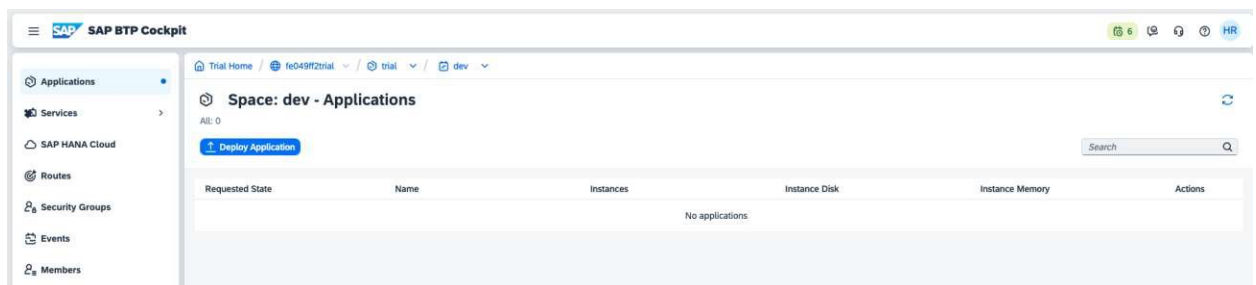 SAP SAP BTP Cockpit 6 HR
Trial Home / fe049ff2trial / trial / dev
Applications
Space: dev - Applications
Services
All: 0
SAP HANA Cloud
Deploy Application Search
Routes
Requested State Name Instances Instance Disk Instance Memory Actions
Security Groups
No applications
Events
Members